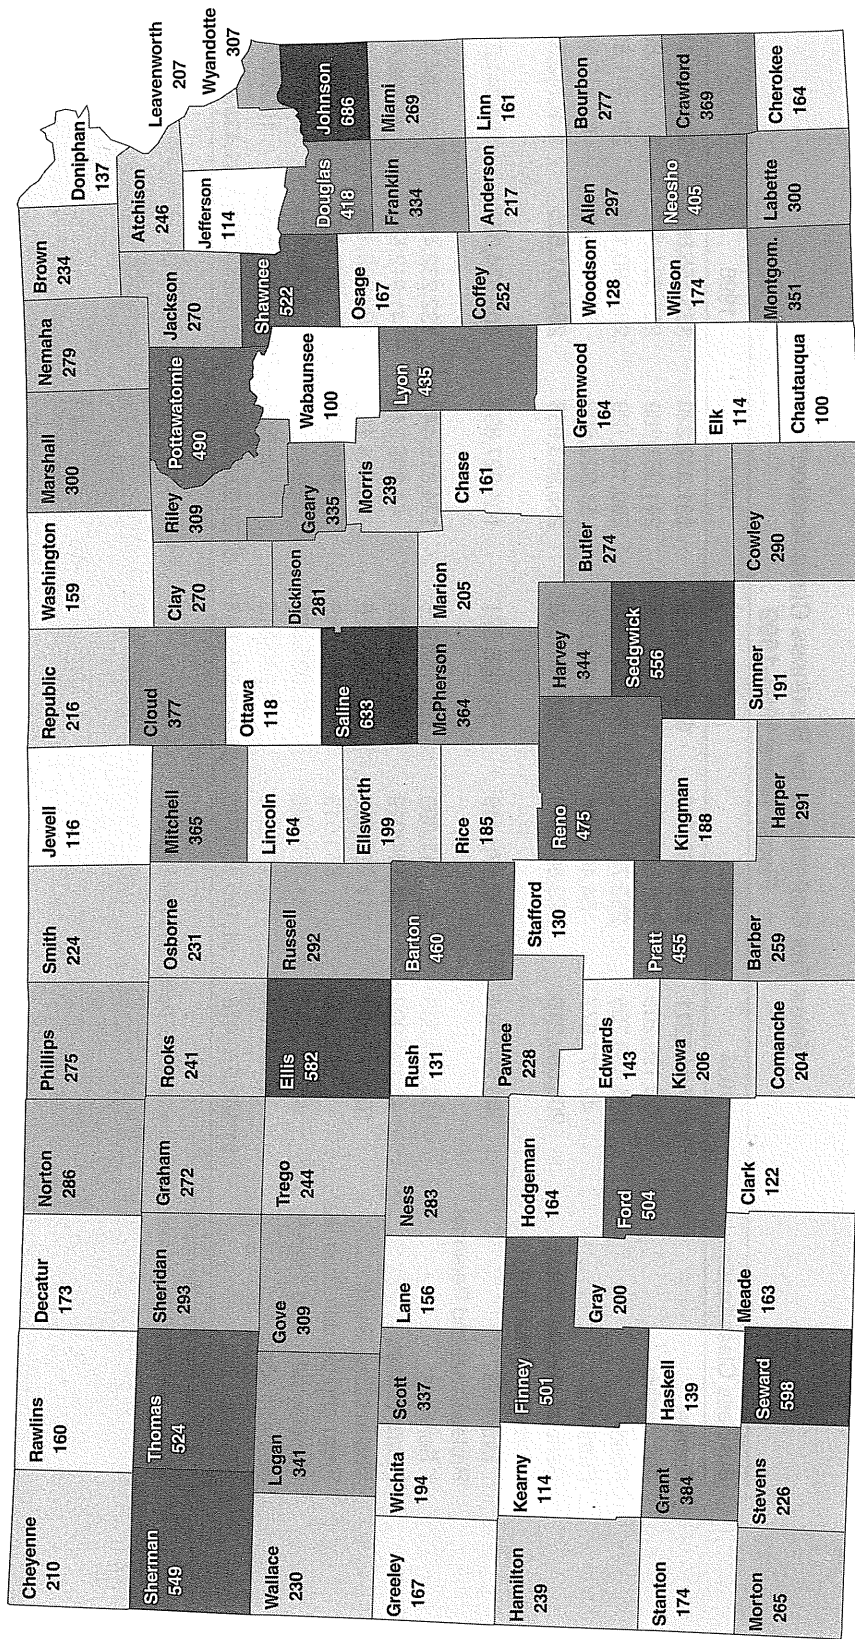 Cheyenne
210
Rawlins
160
Decatur
173
Norton
286
Phillips
275
Smith
224
Jewell
116
Republic
216
Washington
159
Marshall
300
Nemaha
279
Brown
234
Doniphan
137
Sherman
549
Thomas
524
Sheridan
293
Graham
272
Rooks
241
Osborne
231
Mitchell
365
Cloud
377
Clay
270
Riley
309
Pottawatomie
490
Jackson
270
Atchison
246
Jefferson
114
Leavenworth
207
Wyandotte
307
Wallace
230
Logan
341
Gove
309
Trego
244
Ellis
582
Russell
292
Lincoln
164
Ottawa
118
Dickinson
281
Geary
335
Wabaunsee
100
Shawnee
522
Douglas
418
Johnson
686
Ellsworth
199
Saline
633
Morris
239
Osage
167
Franklin
334
Miami
269
Greeley
167
Wichita
194
Scott
337
Lane
156
Ness
283
Rush
131
Barton
460
Rice
185
McPherson
364
Marion
205
Chase
161
Lyon
435
Coffey
252
Anderson
217
Linn
161
Hamilton
239
Kearny
114
Finney
501
Hodgeman
164
Pawnee
228
Stafford
130
Reno
475
Harvey
344
Butler
274
Greenwood
164
Woodson
128
Allen
297
Bourbon
277
Gray
200
Ford
504
Edwards
143
Kiowa
206
Pratt
455
Kingman
188
Sedgwick
556
Elk
114
Wilson
174
Neosho
405
Crawford
369
Stanton
174
Grant
384
Haskell
139
Morton
265
Stevens
226
Seward
598
Meade
163
Clark
122
Comanche
204
Barber
259
Harper
291
Sumner
191
Cowley
290
Chautauqua
100
Montgom.
351
Labette
300
Cherokee
164